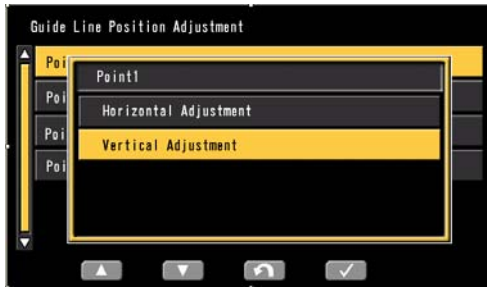 Guide Line Position Adjustment
Poi
Point1
Poi
Horizontal Adjustment
Poi
Vertical Adjustment
Poi